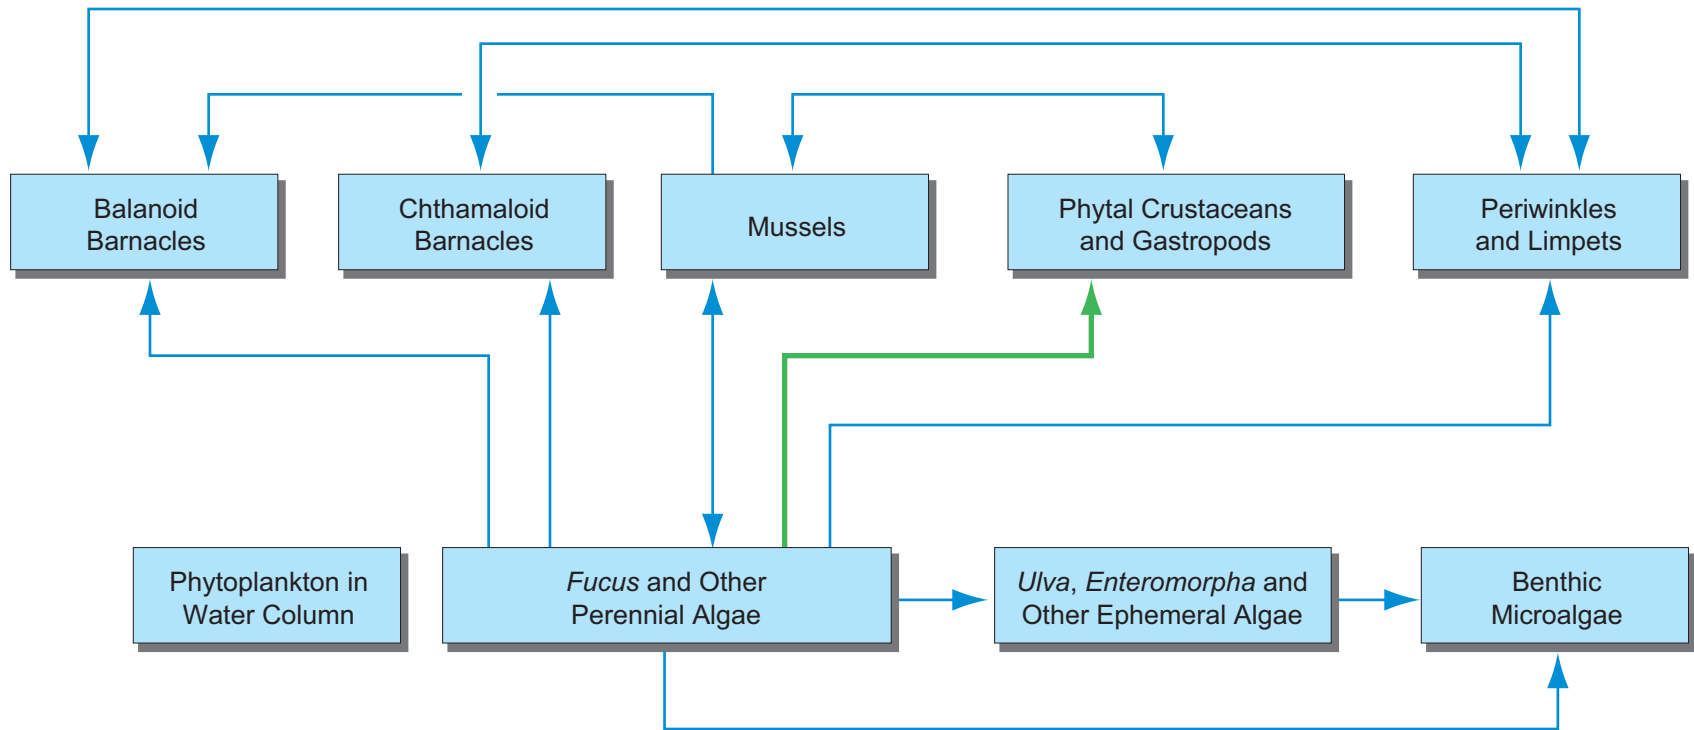 Balanoid
Barnacles
Chthamaloid
Barnacles
Mussels
Phytal Crustaceans
and Gastropods
Periwinkles
and Limpets
Phytoplankton in
Water Column
Fucus and Other
Perennial Algae
Ulva, Enteromorpha and
Other Ephemeral Algae
Benthic
Microalgae